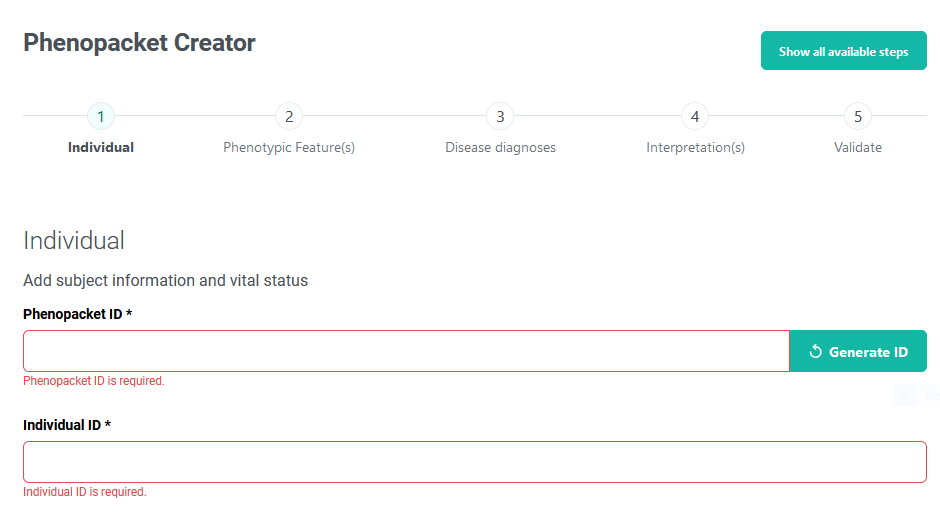 Phenopacket Creator
Show all available steps
1
2
3
4
5
Individual
Phenotypic Feature(s)
Disease diagnoses
Interpretation(s)
Validate
Individual
Add subject information and vital status
Phenopacket ID *
Generate ID
Phenopacket ID is required.
Individual ID *
Individual ID is required.